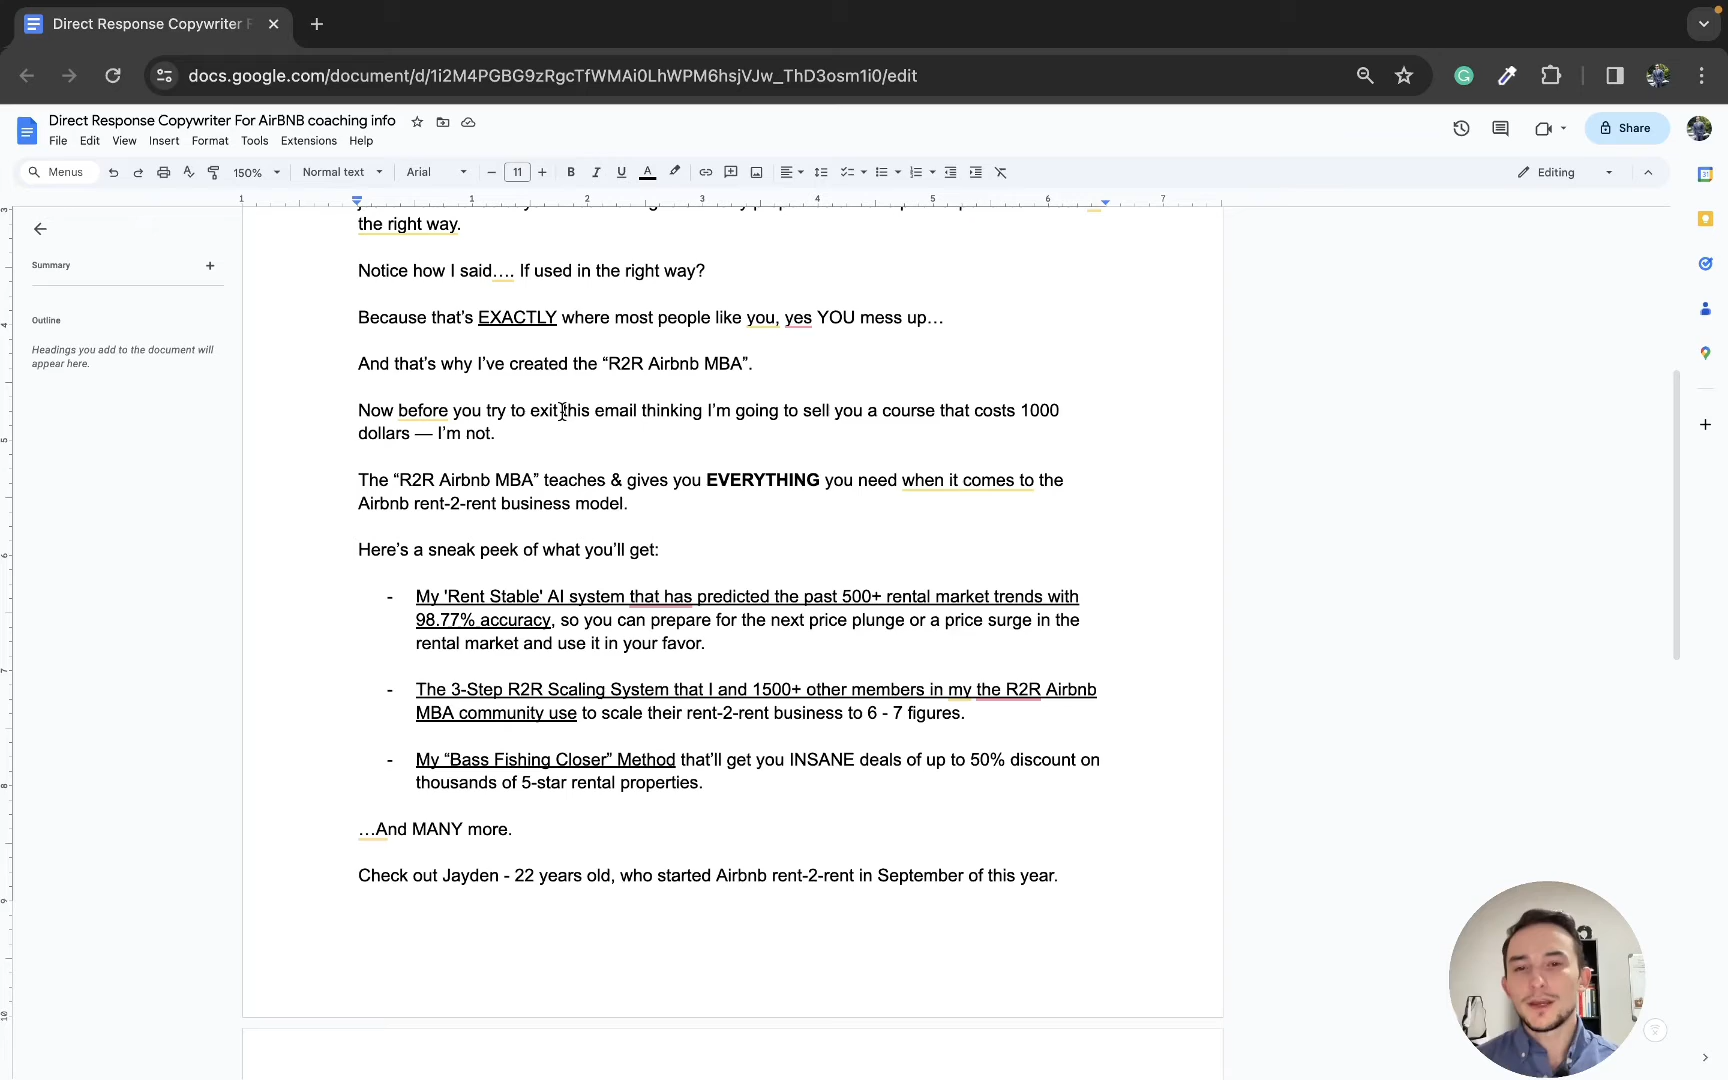 Direct Response Copywriter F
docs.google.com/document/d/1i2M4PGBG9zRgcTfWMAi0LhWPM6hsjVJw_ThD3osm1i0/edit
Direct Response Copywriter For AirBNB coaching info
File Edit View Insert Format Tools Extensions Help
Share
Menus 150% Normal text Arial 11 Editing
1 1 2 3 4 5 6 7
Summary
Outline
Headings you add to the document will
appear here.
the right way.
Notice how I said…. If used in the right way?
Because that’s EXACTLY where most people like you, yes YOU mess up…
And that’s why I’ve created the “R2R Airbnb MBA”.
Now before you try to exit this email thinking I’m going to sell you a course that costs 1000
dollars — I’m not.
The “R2R Airbnb MBA” teaches & gives you EVERYTHING you need when it comes to the
Airbnb rent-2-rent business model.
Here’s a sneak peek of what you’ll get:
- My 'Rent Stable' AI system that has predicted the past 500+ rental market trends with
98.77% accuracy, so you can prepare for the next price plunge or a price surge in the
rental market and use it in your favor.
- The 3-Step R2R Scaling System that I and 1500+ other members in my the R2R Airbnb
MBA community use to scale their rent-2-rent business to 6 - 7 figures.
- My “Bass Fishing Closer” Method that’ll get you INSANE deals of up to 50% discount on
thousands of 5-star rental properties.
…And MANY more.
Check out Jayden - 22 years old, who started Airbnb rent-2-rent in September of this year.